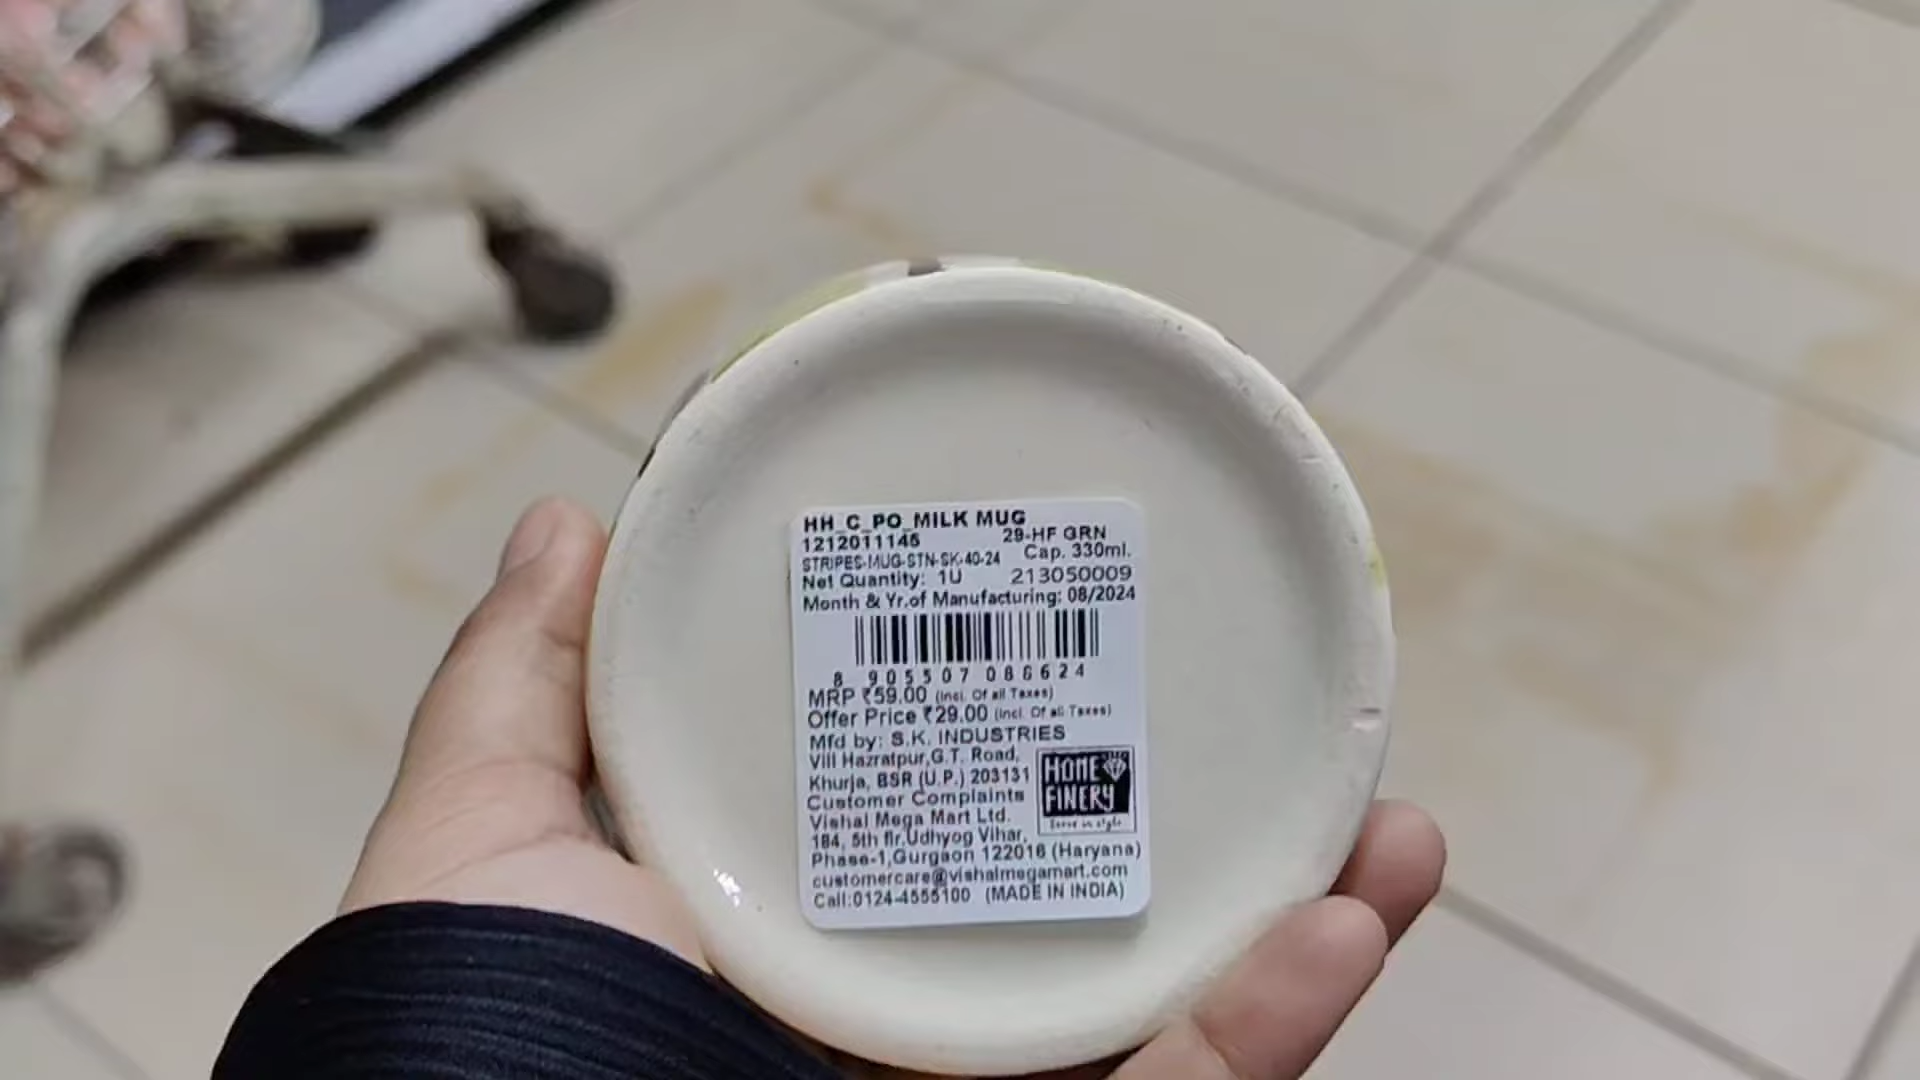 HH_C_PO_MILK MUG
1212011145 29-HF GRN
STRIPES-MUG-STN-SK-40-24 Cap. 330ml.
Net Quantity: 1U 213050009
Month & Yr.of Manufacturing: 08/2024
8 905507 088624
MRP ₹59.00 (Incl. Of all Taxes)
Offer Price ₹29.00 (Incl. Of all Taxes)
Mfd by: S.K. INDUSTRIES
Vill Hazratpur,G.T. Road,
Khurja, BSR (U.P.) 203131
Customer Complaints
Vishal Mega Mart Ltd.
184, 5th flr,Udhyog Vihar,
Phase-1,Gurgaon 122016 (Haryana)
customercare@vishalmegamart.com
Call:0124-4555100 (MADE IN INDIA)
HOME
FINERY
Serve in style